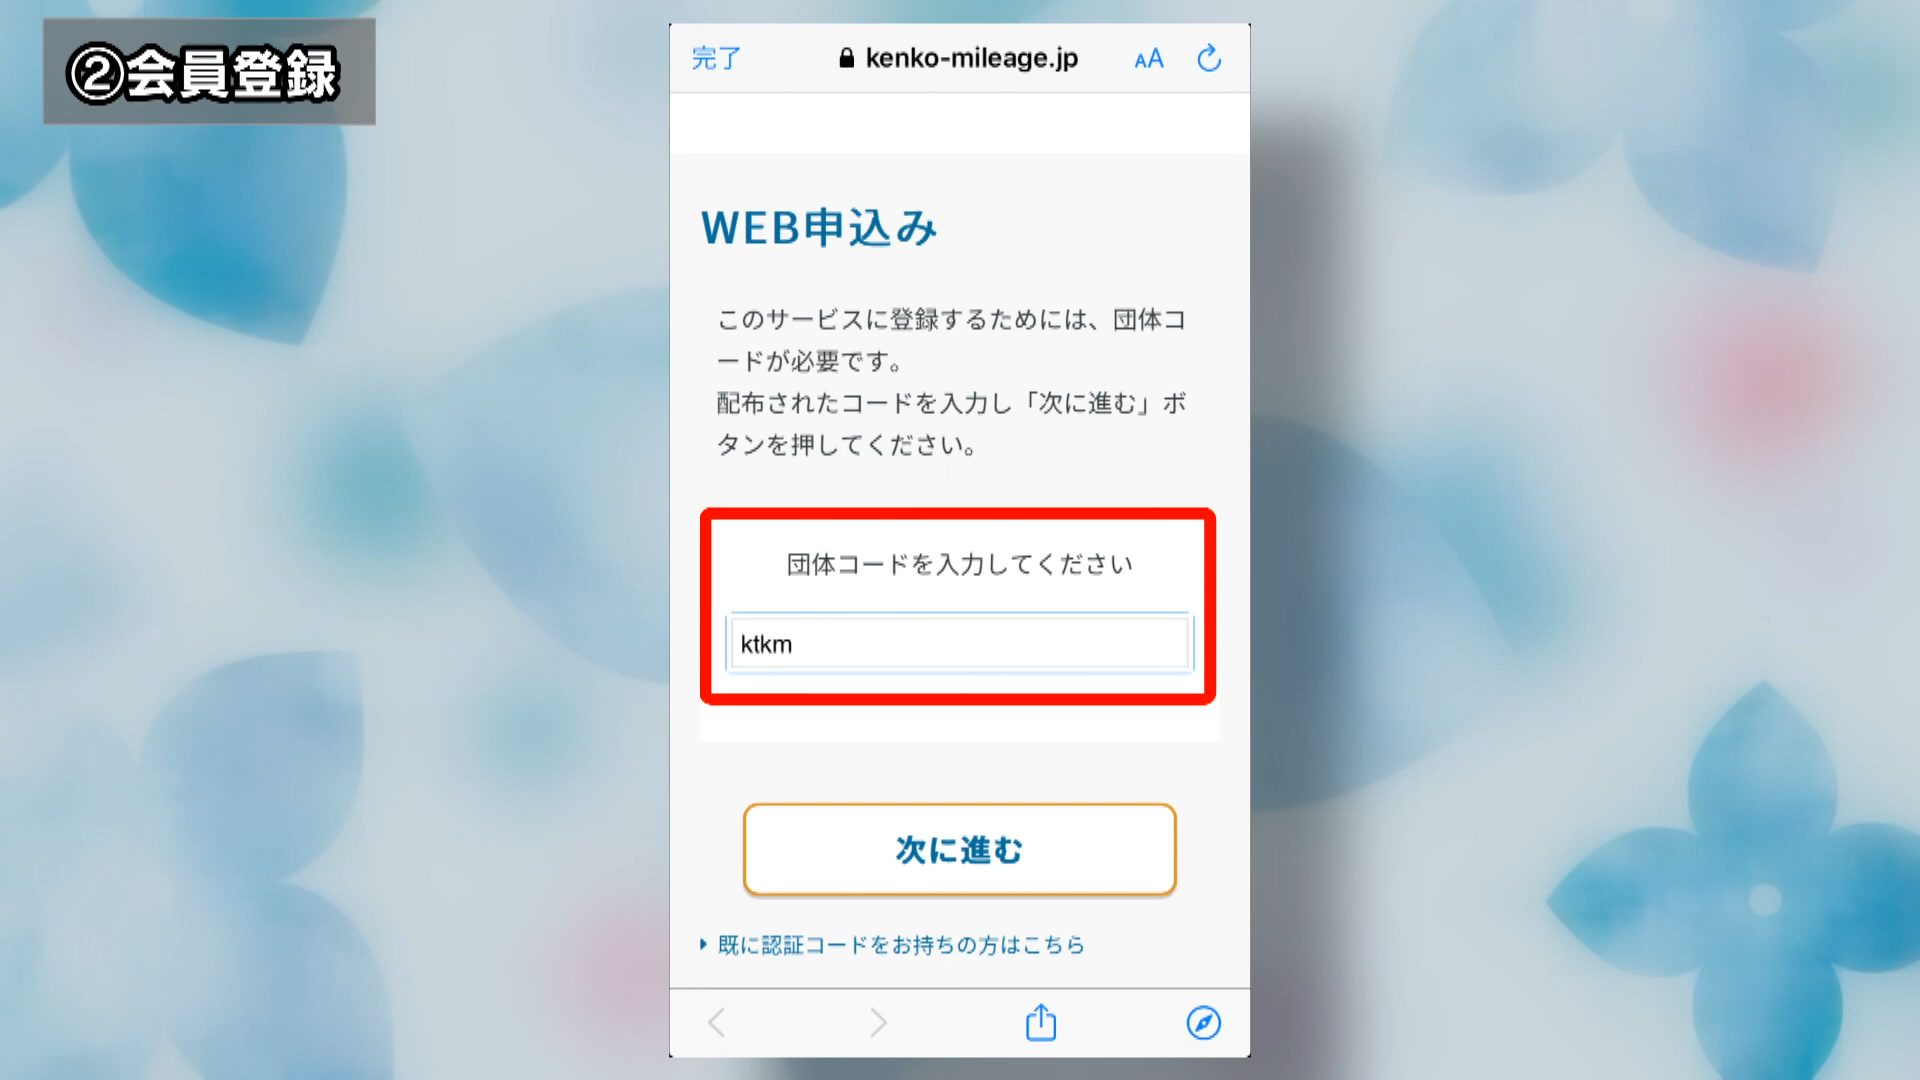 ②会員登録
完了
kenko-mileage.jp
AA
WEB申込み
このサービスに登録するためには、団体コ
ードが必要です。
配布されたコードを入力し「次に進む」ボ
タンを押してください。
団体コードを入力してください
ktkm
次に進む
既に認証コードをお持ちの方はこちら